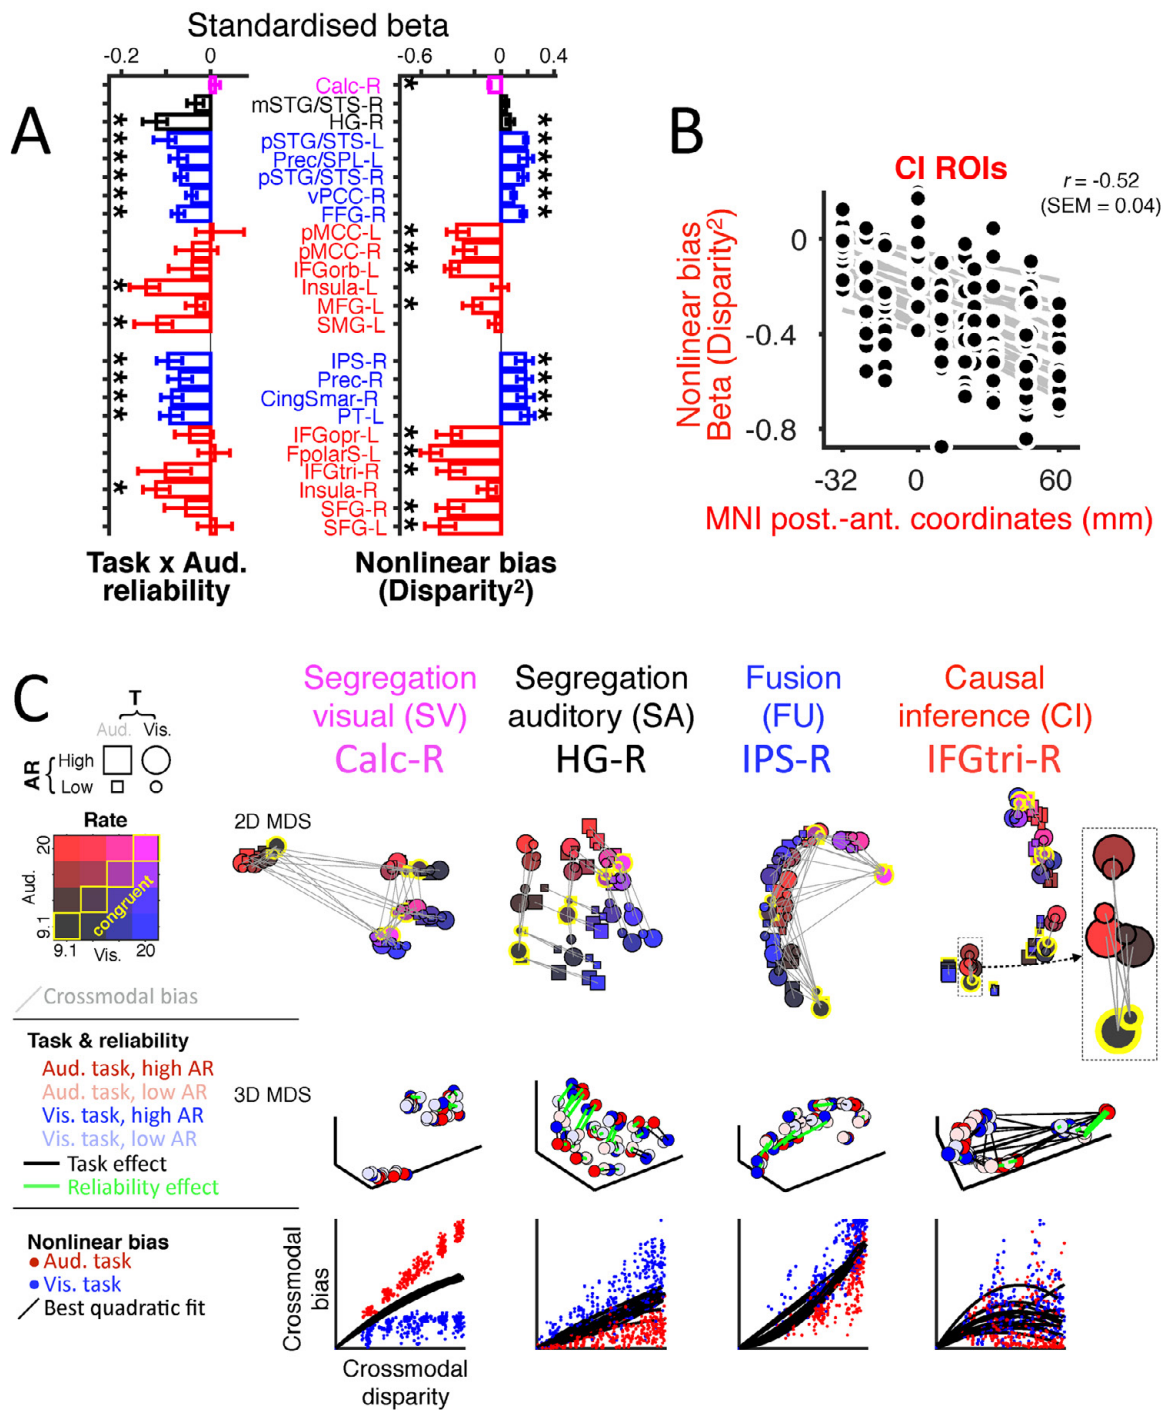 Standardised beta
-0.2 0 -0.6 0 0.4
A
Calc-R
mSTG/STS-R
HG-R
pSTG/STS-L
Prec/SPL-L
pSTG/STS-R
vPCC-R
FFG-R
pMCC-L
pMCC-R
IFGorb-L
Insula-L
MFG-L
SMG-L
IPS-R
Prec-R
CingSmar-R
PT-L
IFGopr-L
FpolarS-L
IFGtri-R
Insula-R
SFG-R
SFG-L
Task x Aud.
reliability
Nonlinear bias
(Disparity²)
B
CI ROIs
r = -0.52
(SEM = 0.04)
Nonlinear bias
Beta (Disparity²)
0
-0.4
-0.8
-32 0 60
MNI post.-ant. coordinates (mm)
C
T
Aud. Vis.
AR
High
Low
Rate
Aud.
20
9.1
congruent
9.1 20
Vis.
Crossmodal bias
Segregation
visual (SV)
Calc-R
Segregation
auditory (SA)
HG-R
Fusion
(FU)
IPS-R
Causal
inference (CI)
IFGtri-R
2D MDS
Task & reliability
Aud. task, high AR
Aud. task, low AR
Vis. task, high AR
Vis. task, low AR
Task effect
Reliability effect
3D MDS
Nonlinear bias
Aud. task
Vis. task
Best quadratic fit
Crossmodal
bias
Crossmodal
disparity